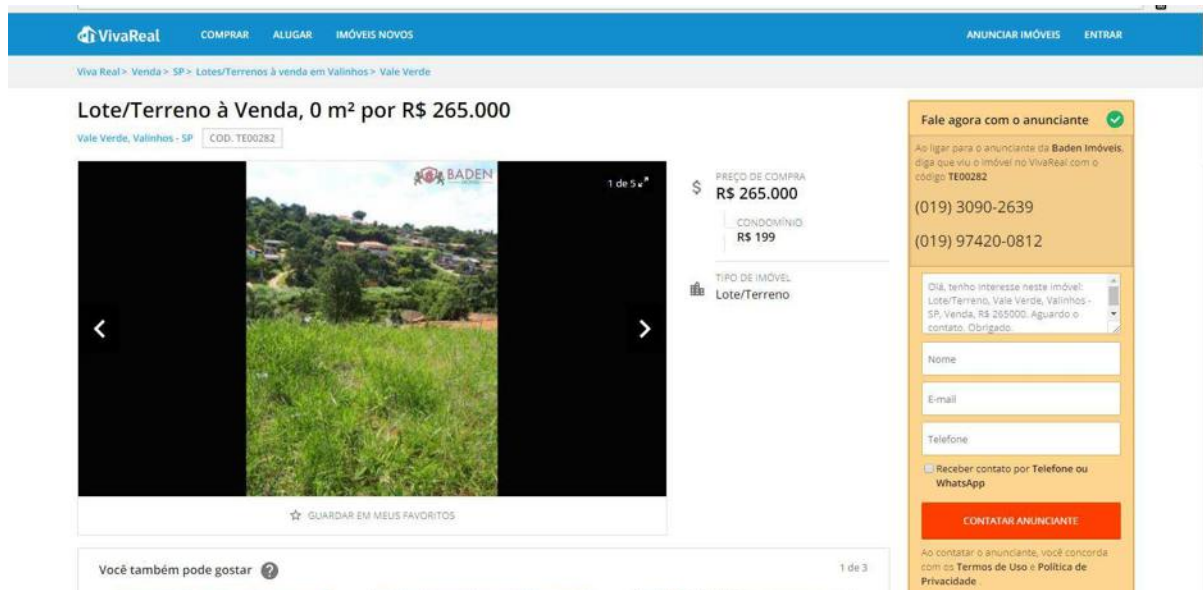 VivaReal COMPRAR ALUGAR IMÓVEIS NOVOS ANUNCIAR IMÓVEIS ENTRAR
Viva Real > Venda > SP > Lotes/Terrenos à venda em Valinhos > Vale Verde
Lote/Terreno à Venda, 0 m² por R$ 265.000
Vale Verde, Valinhos - SP COD. TE00282
BADEN
1 de 5
GUARDAR EM MEUS FAVORITOS
$ PREÇO DE COMPRA
R$ 265.000
CONDOMÍNIO
R$ 199
TIPO DE IMÓVEL
Lote/Terreno
Fale agora com o anunciante
Ao ligar para o anunciante da Baden Imóveis,
diga que viu o imóvel no VivaReal com o
código TE00282
(019) 3090-2639
(019) 97420-0812
Olá, tenho interesse neste imóvel:
Lote/Terreno, Vale Verde, Valinhos -
SP, Venda, R$ 265000. Aguardo o
contato. Obrigado.
Nome
E-mail
Telefone
Receber contato por Telefone ou
WhatsApp
CONTATAR ANUNCIANTE
Ao contatar o anunciante, você concorda
com os Termos de Uso e Política de
Privacidade .
Você também pode gostar ? 1 de 3